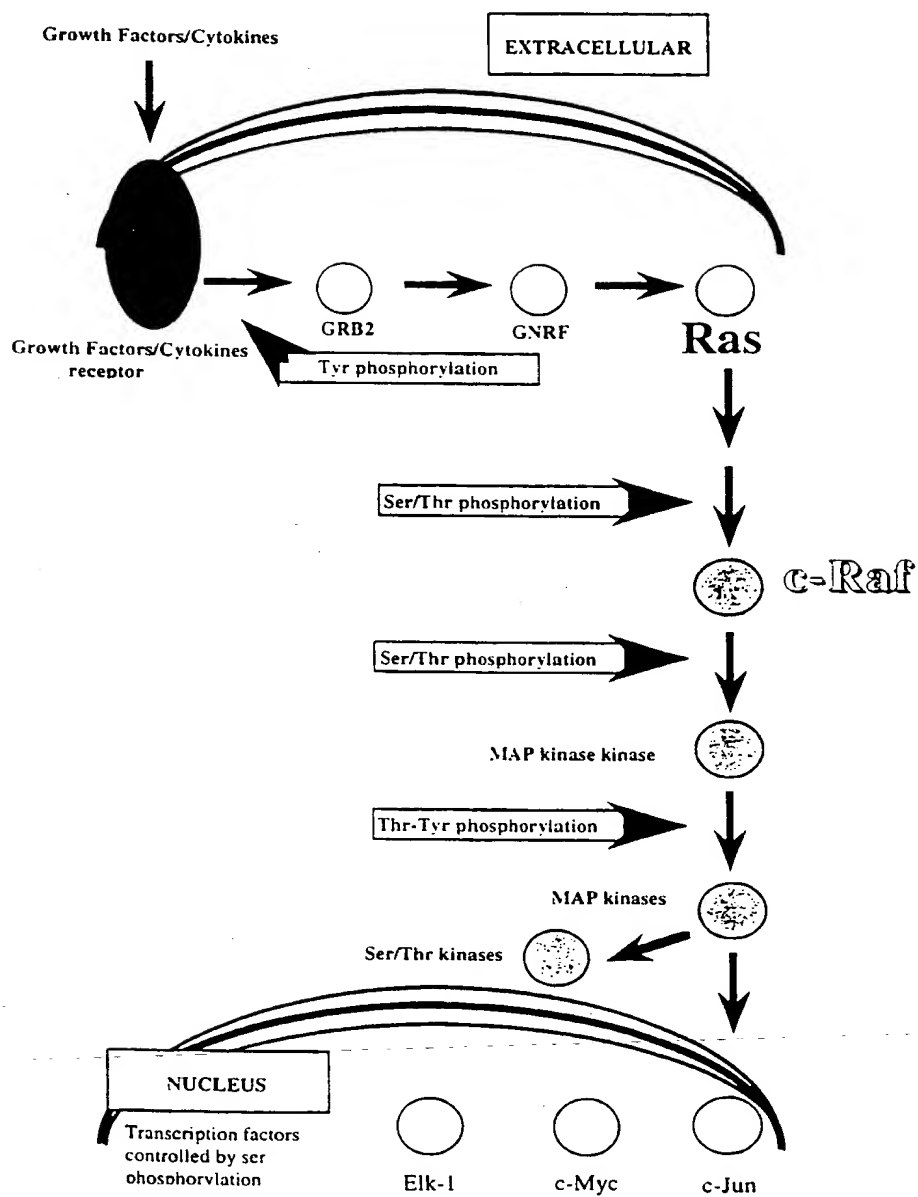 Growth Factors/Cytokines
EXTRACELLULAR
GRB2
GNRF
Ras
Growth Factors/Cytokines
receptor
Tyr phosphorylation
Ser/Thr phosphorylation
c-Raf
Ser/Thr phosphorylation
MAP kinase kinase
Thr-Tyr phosphorylation
MAP kinases
Ser/Thr kinases
NUCLEUS
Transcription factors
controlled by ser
phosphorylation
Elk-1
c-Myc
c-Jun